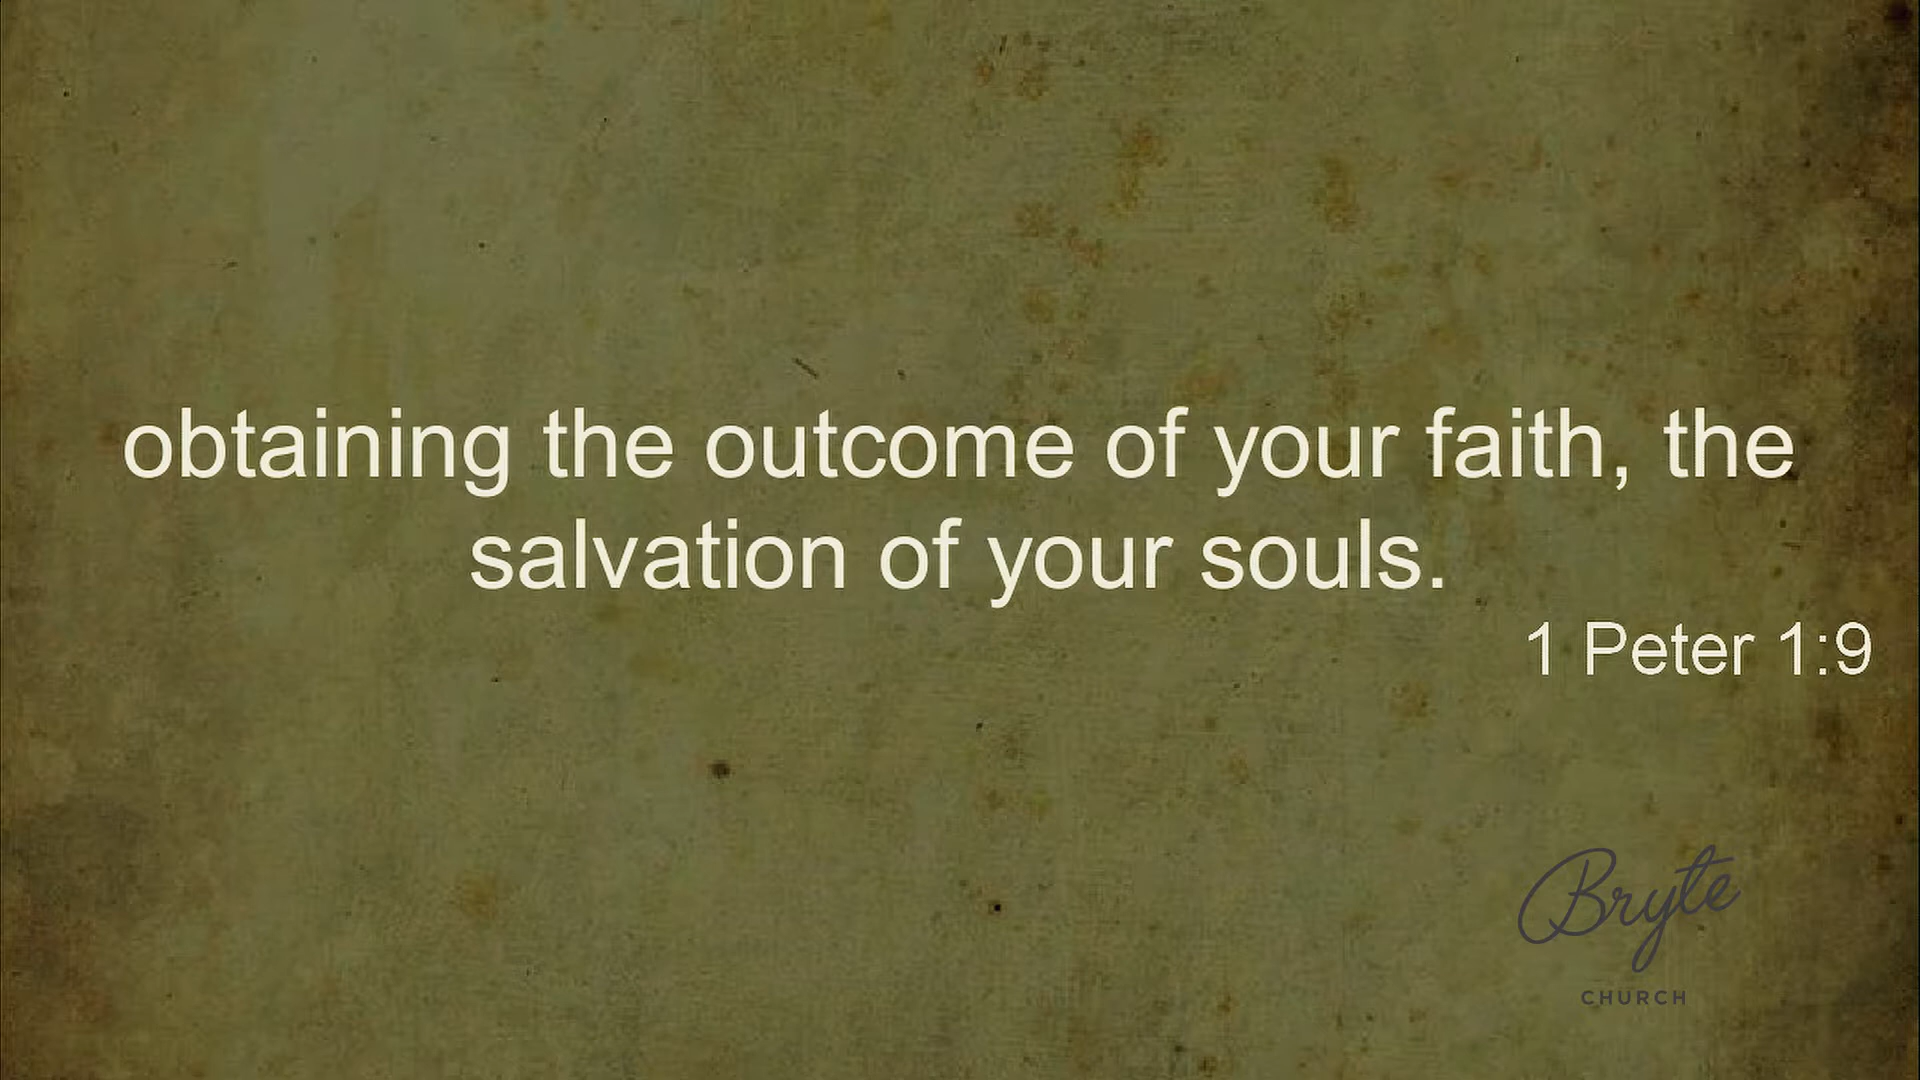 obtaining the outcome of your faith, the
salvation of your souls.
1 Peter 1:9
Bryte
CHURCH